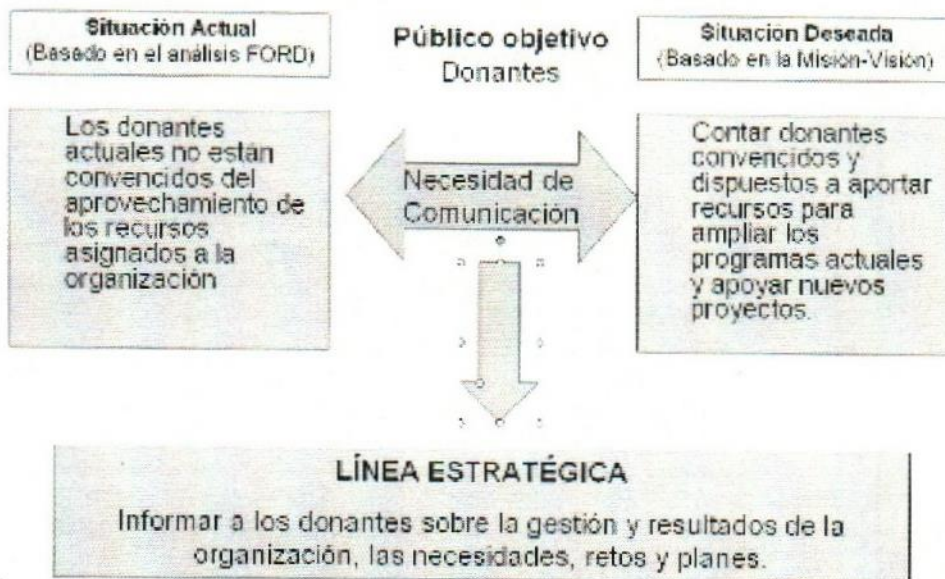 Situación Actual
(Basado en el análisis FORD)
Los donantes
actuales no están
convencidos del
aprovechamiento de
los recursos
asignados a la
organización
Público objetivo
Donantes
Necesidad de
Comunicación
Situación Deseada
(Basado en la Misión-Visión)
Contar donantes
convencidos y
dispuestos a aportar
recursos para
ampliar los
programas actuales
y apoyar nuevos
proyectos.
LÍNEA ESTRATÉGICA
Informar a los donantes sobre la gestión y resultados de la
organización, las necesidades, retos y planes.